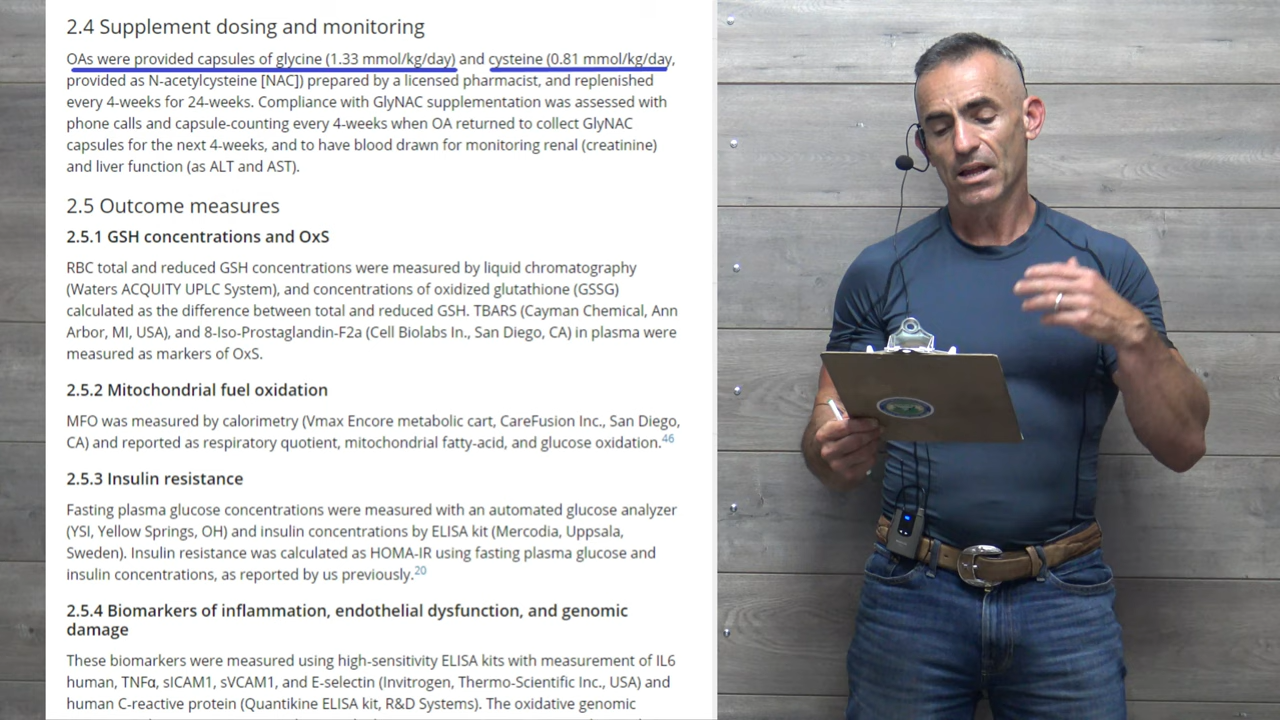 2.4 Supplement dosing and monitoring
OAs were provided capsules of glycine (1.33 mmol/kg/day) and cysteine (0.81 mmol/kg/day,
provided as N-acetylcysteine [NAC]) prepared by a licensed pharmacist, and replenished
every 4-weeks for 24-weeks. Compliance with GlyNAC supplementation was assessed with
phone calls and capsule-counting every 4-weeks when OA returned to collect GlyNAC
capsules for the next 4-weeks, and to have blood drawn for monitoring renal (creatinine)
and liver function (as ALT and AST).
2.5 Outcome measures
2.5.1 GSH concentrations and OxS
RBC total and reduced GSH concentrations were measured by liquid chromatography
(Waters ACQUITY UPLC System), and concentrations of oxidized glutathione (GSSG)
calculated as the difference between total and reduced GSH. TBARS (Cayman Chemical, Ann
Arbor, MI, USA), and 8-Iso-Prostaglandin-F2a (Cell Biolabs In., San Diego, CA) in plasma were
measured as markers of OxS.
2.5.2 Mitochondrial fuel oxidation
MFO was measured by calorimetry (Vmax Encore metabolic cart, CareFusion Inc., San Diego,
CA) and reported as respiratory quotient, mitochondrial fatty-acid, and glucose oxidation.46
2.5.3 Insulin resistance
Fasting plasma glucose concentrations were measured with an automated glucose analyzer
(YSI, Yellow Springs, OH) and insulin concentrations by ELISA kit (Mercodia, Uppsala,
Sweden). Insulin resistance was calculated as HOMA-IR using fasting plasma glucose and
insulin concentrations, as reported by us previously.20
2.5.4 Biomarkers of inflammation, endothelial dysfunction, and genomic
damage
These biomarkers were measured using high-sensitivity ELISA kits with measurement of IL6
human, TNFα, sICAM1, sVCAM1, and E-selectin (Invitrogen, Thermo-Scientific Inc., USA) and
human C-reactive protein (Quantikine ELISA kit, R&D Systems). The oxidative genomic